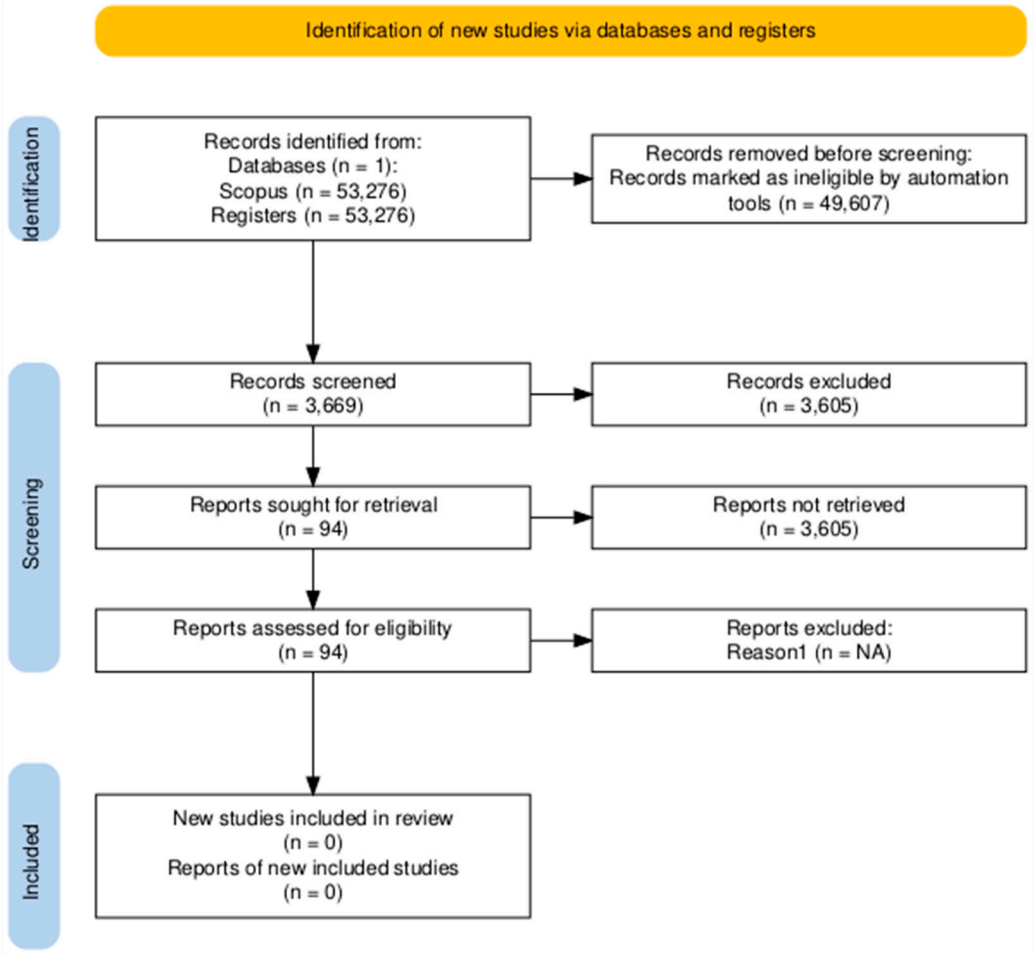 Identification of new studies via databases and registers
Identification
Records identified from:
Databases (n = 1):
Scopus (n = 53,276)
Registers (n = 53,276)
Records removed before screening:
Records marked as ineligible by automation
tools (n = 49,607)
Screening
Records screened
(n = 3,669)
Records excluded
(n = 3,605)
Reports sought for retrieval
(n = 94)
Reports not retrieved
(n = 3,605)
Reports assessed for eligibility
(n = 94)
Reports excluded:
Reason1 (n = NA)
Included
New studies included in review
(n = 0)
Reports of new included studies
(n = 0)